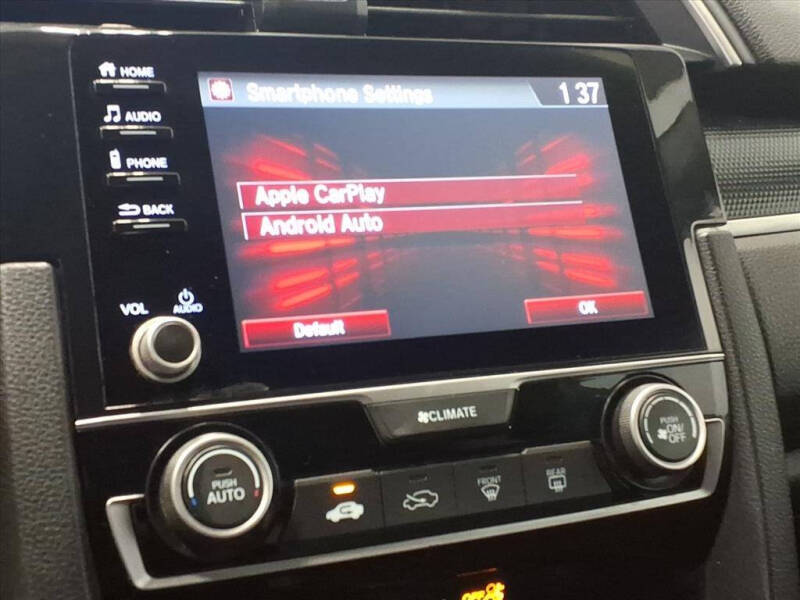 HOME
Smartphone Settings
1 37
AUDIO
PHONE
Apple CarPlay
BACK
Android Auto
VOL
AUDIO
Default
OK
CLIMATE
PUSH
ON/
OFF
PUSH
AUTO
FRONT
REAR
OFF